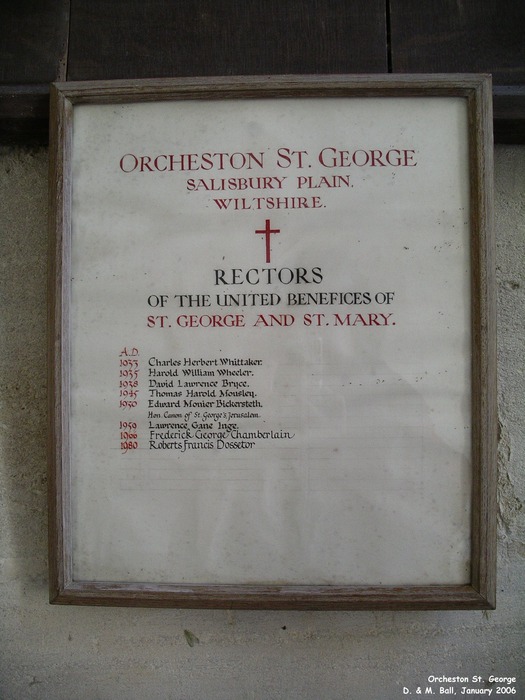 ORCHESTON ST. GEORGE
SALISBURY PLAIN.
WILTSHIRE.
RECTORS
OF THE UNITED BENEFICES OF
ST. GEORGE AND ST. MARY.
A.D.
1933 Charles Herbert Whittaker.
1935 Harold William Wheeler.
1938 David Lawrence Bryce.
1945 Thomas Harold Mousley.
1950 Edward Monier Bickersteth.
Hon. Canon of St. George's, Jerusalem.
1959 Lawrence Gane Inge.
1966 Frederick George Chamberlain
1980 Roberts Francis Dossetor
Orcheston St. George
D. & M. Ball, January 2006